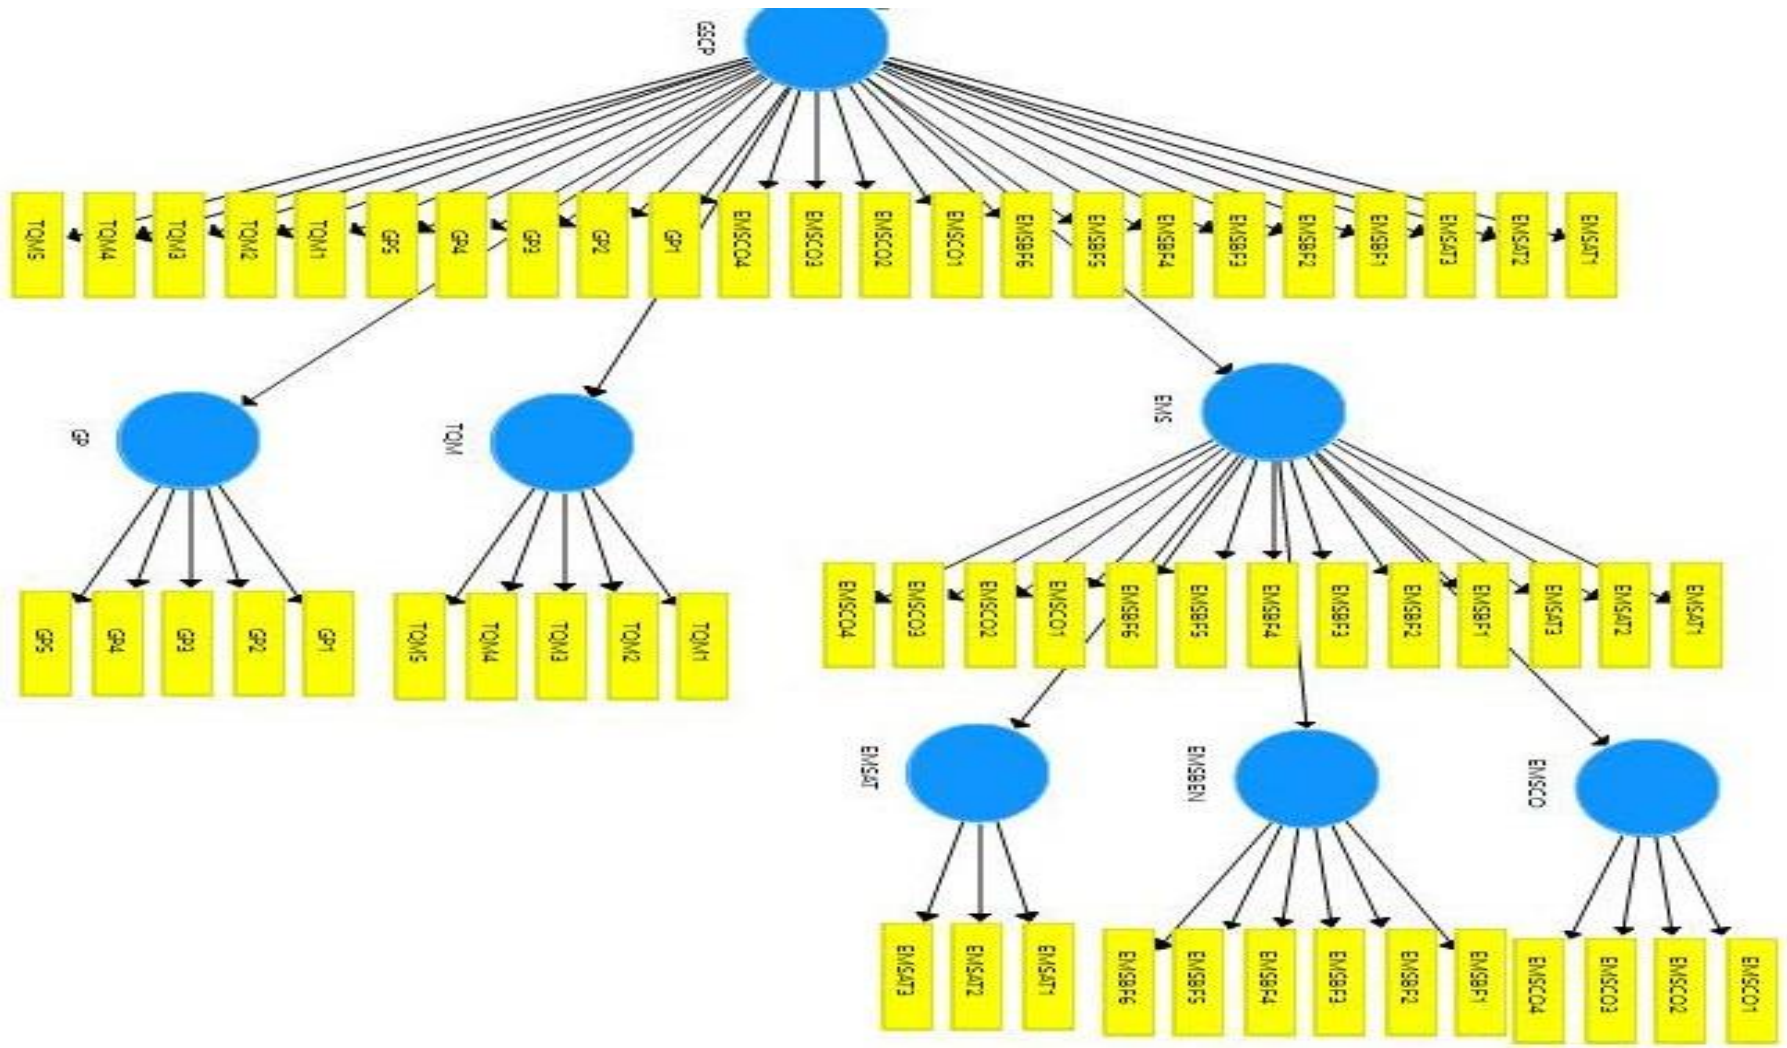 GSCP
TQM5
TQM4
TQM3
TQM2
TQM1
GP5
GP4
GP3
GP2
GP1
EMSCO4
EMSCO3
EMSCO2
EMSCO1
EMSBF6
EMSBF5
EMSBF4
EMSBF3
EMSBF2
EMSBF1
EMSAT3
EMSAT2
EMSAT1
GP
TQM
EMS
GP5
GP4
GP3
GP2
GP1
TQM5
TQM4
TQM3
TQM2
TQM1
EMSCO4
EMSCO3
EMSCO2
EMSCO1
EMSBF6
EMSBF5
EMSBF4
EMSBF3
EMSBF2
EMSBF1
EMSAT3
EMSAT2
EMSAT1
EMSAT
EMSBEN
EMSCO
EMSAT3
EMSAT2
EMSAT1
EMSBF6
EMSBF5
EMSBF4
EMSBF3
EMSBF2
EMSBF1
EMSCO4
EMSCO3
EMSCO2
EMSCO1